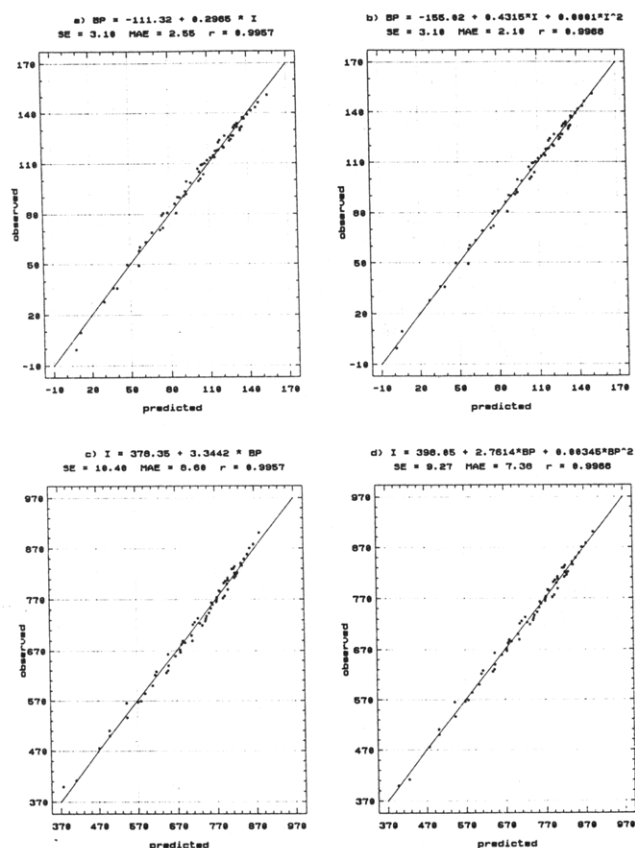 a) BP = -111.32 + 0.2965 * I
SE = 3.10 MAE = 2.55 r = 0.9957
170
140
110
80
50
20
-10
observed
-10 20 50 80 110 140 170
predicted
b) BP = -155.02 + 0.4315*I + 0.0001*I^2
SE = 3.10 MAE = 2.10 r = 0.9968
170
140
110
80
50
20
-10
observed
-10 20 50 80 110 140 170
predicted
c) I = 378.35 + 3.3442 * BP
SE = 10.40 MAE = 8.60 r = 0.9957
970
870
770
670
570
470
370
observed
370 470 570 670 770 870 970
predicted
d) I = 398.05 + 2.7614*BP + 0.00345*BP^2
SE = 9.27 MAE = 7.36 r = 0.9966
970
870
770
670
570
470
370
observed
370 470 570 670 770 870 970
predicted